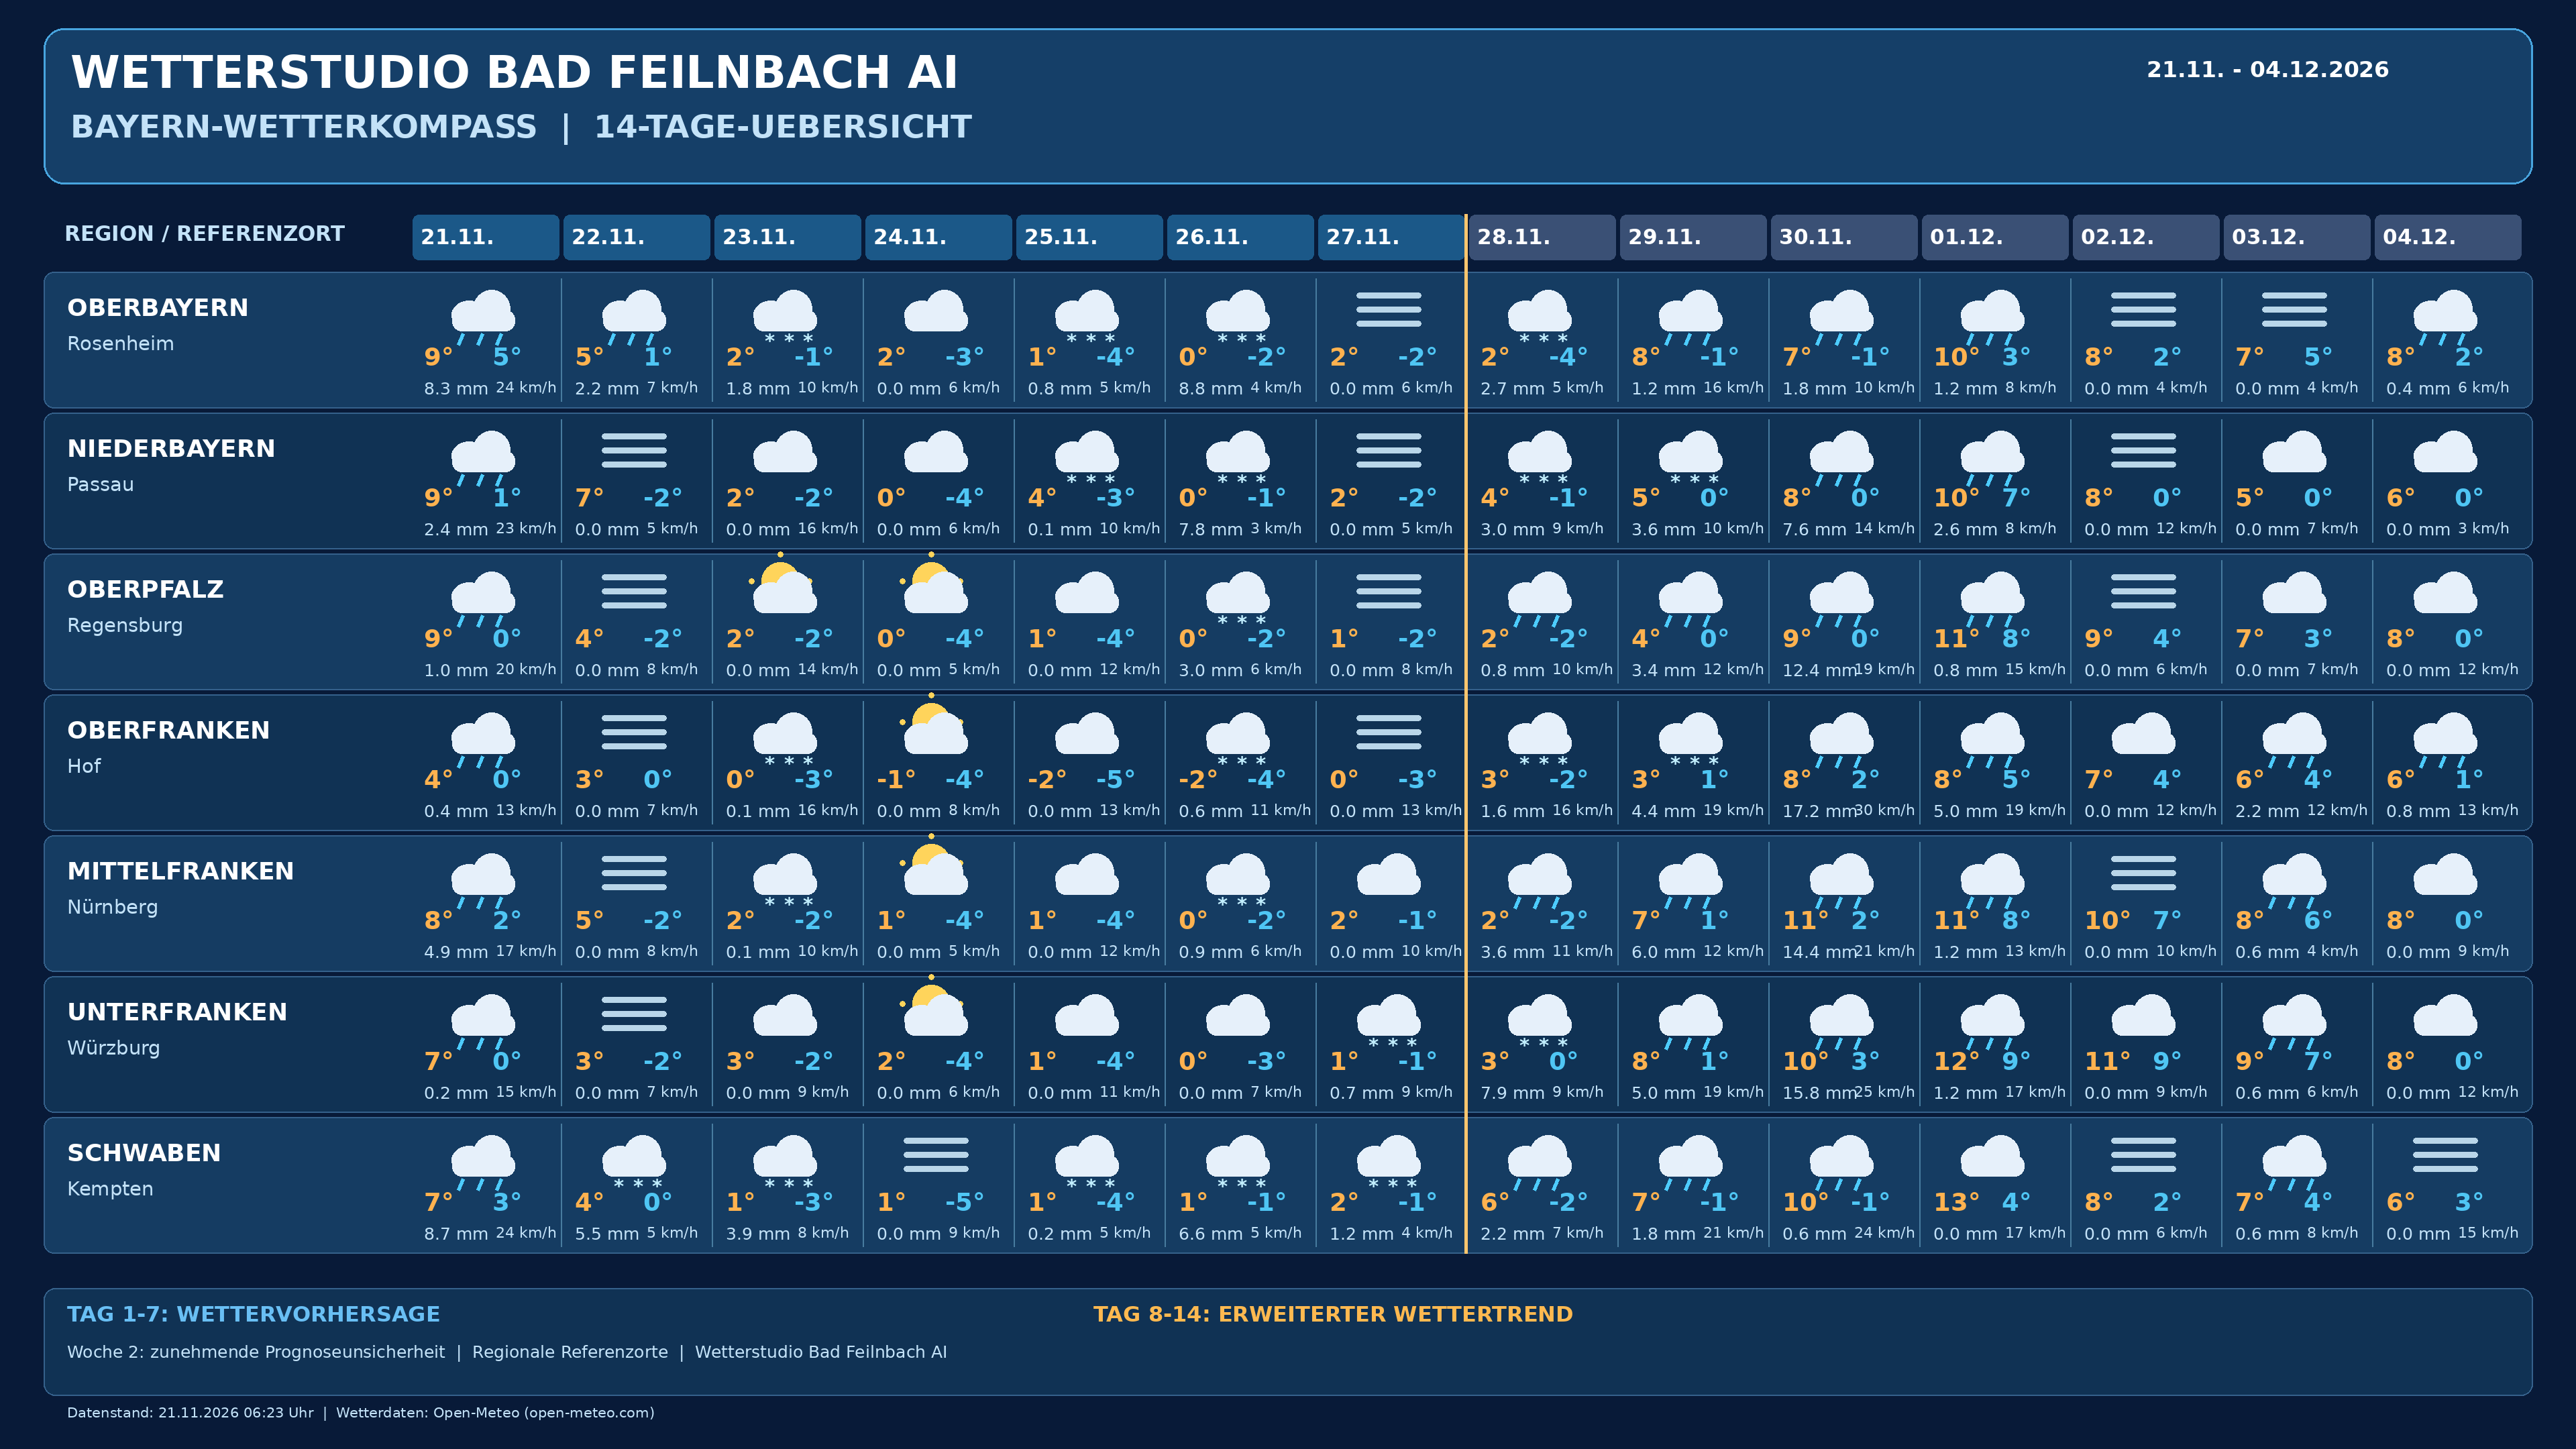 WETTERSTUDIO BAD FEILNBACH AI
21.11. - 04.12.2026
BAYERN-WETTERKOMPASS | 14-TAGE-UEBERSICHT
REGION / REFERENZORT 21.11. 22.11. 23.11. 24.11. 25.11. 26.11. 27.11. 28.11. 29.11. 30.11. 01.12. 02.12. 03.12. 04.12.
OBERBAYERN
Rosenheim
9° 5° 5° 1° 2° -1° 2° -3° 1° -4° 0° -2° 2° -2° 2° -4° 8° -1° 7° -1° 10° 3° 8° 2° 7° 5° 8° 2°
8.3 mm 24 km/h 2.2 mm 7 km/h 1.8 mm 10 km/h 0.0 mm 6 km/h 0.8 mm 5 km/h 8.8 mm 4 km/h 0.0 mm 6 km/h 2.7 mm 5 km/h 1.2 mm 16 km/h 1.8 mm 10 km/h 1.2 mm 8 km/h 0.0 mm 4 km/h 0.0 mm 4 km/h 0.4 mm 6 km/h
NIEDERBAYERN
Passau
9° 1° 7° -2° 2° -2° 0° -4° 4° -3° 0° -1° 2° -2° 4° -1° 5° 0° 8° 0° 10° 7° 8° 0° 5° 0° 6° 0°
2.4 mm 23 km/h 0.0 mm 5 km/h 0.0 mm 16 km/h 0.0 mm 6 km/h 0.1 mm 10 km/h 7.8 mm 3 km/h 0.0 mm 5 km/h 3.0 mm 9 km/h 3.6 mm 10 km/h 7.6 mm 14 km/h 2.6 mm 8 km/h 0.0 mm 12 km/h 0.0 mm 7 km/h 0.0 mm 3 km/h
OBERPFALZ
Regensburg
9° 0° 4° -2° 2° -2° 0° -4° 1° -4° 0° -2° 1° -2° 2° -2° 4° 0° 9° 0° 11° 8° 9° 4° 7° 3° 8° 0°
1.0 mm 20 km/h 0.0 mm 8 km/h 0.0 mm 14 km/h 0.0 mm 5 km/h 0.0 mm 12 km/h 3.0 mm 6 km/h 0.0 mm 8 km/h 0.8 mm 10 km/h 3.4 mm 12 km/h 12.4 mm 19 km/h 0.8 mm 15 km/h 0.0 mm 6 km/h 0.0 mm 7 km/h 0.0 mm 12 km/h
OBERFRANKEN
Hof
4° 0° 3° 0° 0° -3° -1° -4° -2° -5° -2° -4° 0° -3° 3° -2° 3° 1° 8° 2° 8° 5° 7° 4° 6° 4° 6° 1°
0.4 mm 13 km/h 0.0 mm 7 km/h 0.1 mm 16 km/h 0.0 mm 8 km/h 0.0 mm 13 km/h 0.6 mm 11 km/h 0.0 mm 13 km/h 1.6 mm 16 km/h 4.4 mm 19 km/h 17.2 mm 30 km/h 5.0 mm 19 km/h 0.0 mm 12 km/h 2.2 mm 12 km/h 0.8 mm 13 km/h
MITTELFRANKEN
Nürnberg
8° 2° 5° -2° 2° -2° 1° -4° 1° -4° 0° -2° 2° -1° 2° -2° 7° 1° 11° 2° 11° 8° 10° 7° 8° 6° 8° 0°
4.9 mm 17 km/h 0.0 mm 8 km/h 0.1 mm 10 km/h 0.0 mm 5 km/h 0.0 mm 12 km/h 0.9 mm 6 km/h 0.0 mm 10 km/h 3.6 mm 11 km/h 6.0 mm 12 km/h 14.4 mm 21 km/h 1.2 mm 13 km/h 0.0 mm 10 km/h 0.6 mm 4 km/h 0.0 mm 9 km/h
UNTERFRANKEN
Würzburg
7° 0° 3° -2° 3° -2° 2° -4° 1° -4° 0° -3° 1° -1° 3° 0° 8° 1° 10° 3° 12° 9° 11° 9° 9° 7° 8° 0°
0.2 mm 15 km/h 0.0 mm 7 km/h 0.0 mm 9 km/h 0.0 mm 6 km/h 0.0 mm 11 km/h 0.0 mm 7 km/h 0.7 mm 9 km/h 7.9 mm 9 km/h 5.0 mm 19 km/h 15.8 mm 25 km/h 1.2 mm 17 km/h 0.0 mm 9 km/h 0.6 mm 6 km/h 0.0 mm 12 km/h
SCHWABEN
Kempten
7° 3° 4° 0° 1° -3° 1° -5° 1° -4° 1° -1° 2° -1° 6° -2° 7° -1° 10° -1° 13° 4° 8° 2° 7° 4° 6° 3°
8.7 mm 24 km/h 5.5 mm 5 km/h 3.9 mm 8 km/h 0.0 mm 9 km/h 0.2 mm 5 km/h 6.6 mm 5 km/h 1.2 mm 4 km/h 2.2 mm 7 km/h 1.8 mm 21 km/h 0.6 mm 24 km/h 0.0 mm 17 km/h 0.0 mm 6 km/h 0.6 mm 8 km/h 0.0 mm 15 km/h
TAG 1-7: WETTERVORHERSAGE
TAG 8-14: ERWEITERTER WETTERTREND
Woche 2: zunehmende Prognoseunsicherheit | Regionale Referenzorte | Wetterstudio Bad Feilnbach AI
Datenstand: 21.11.2026 06:23 Uhr | Wetterdaten: Open-Meteo (open-meteo.com)